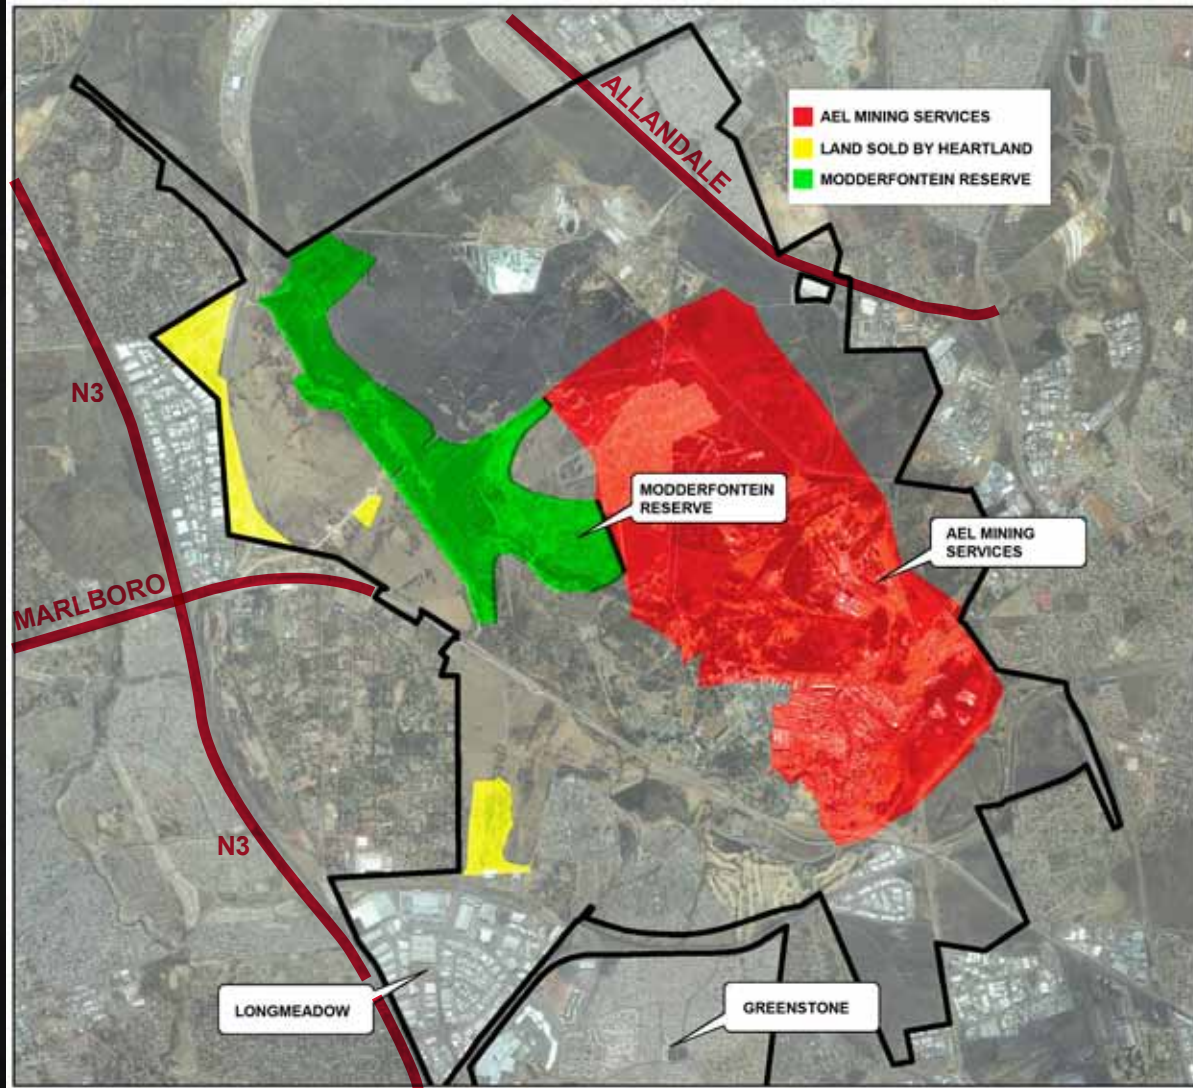 ALLANDALE
AEL MINING SERVICES
LAND SOLD BY HEARTLAND
MODDERFONTEIN RESERVE
N3
MODDERFONTEIN
RESERVE
AEL MINING
SERVICES
MARLBORO
N3
LONGMEADOW
GREENSTONE